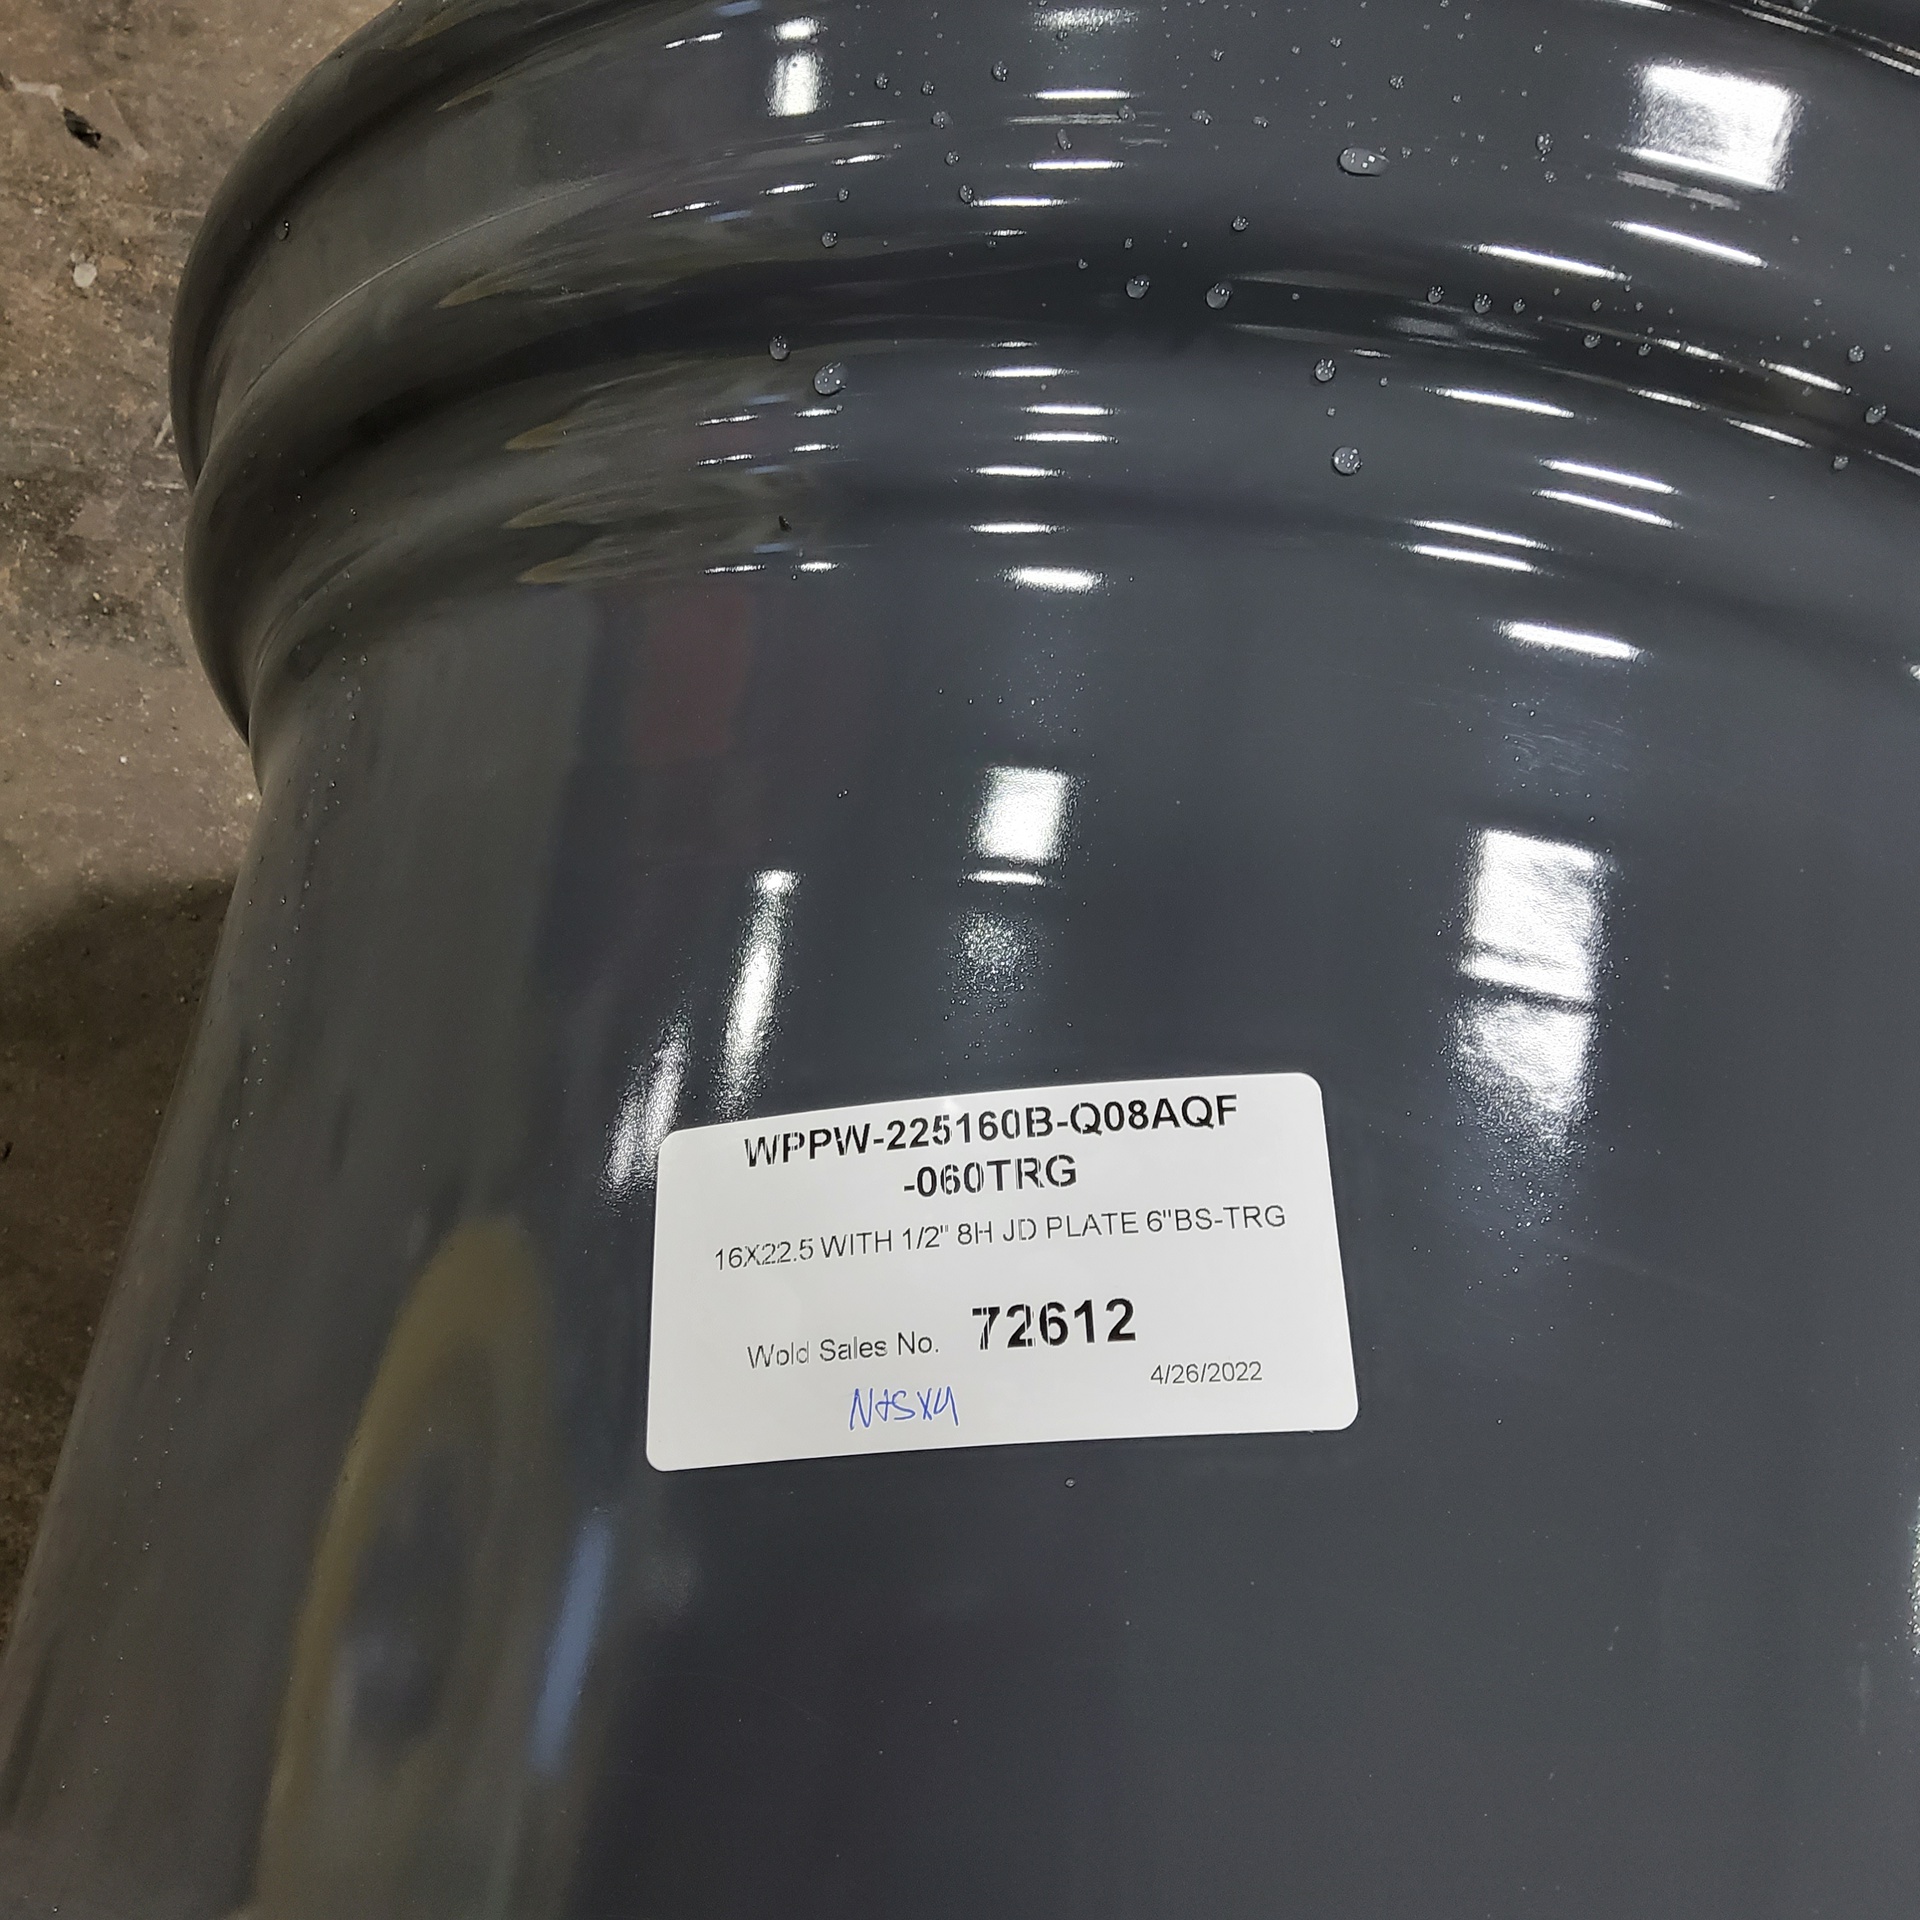 WPPW-225160B-Q08AQF
-060TRG
16X22.5 WITH 1/2" 8H JD PLATE 6"BS-TRG
Wold Sales No. 72612
4/26/2022